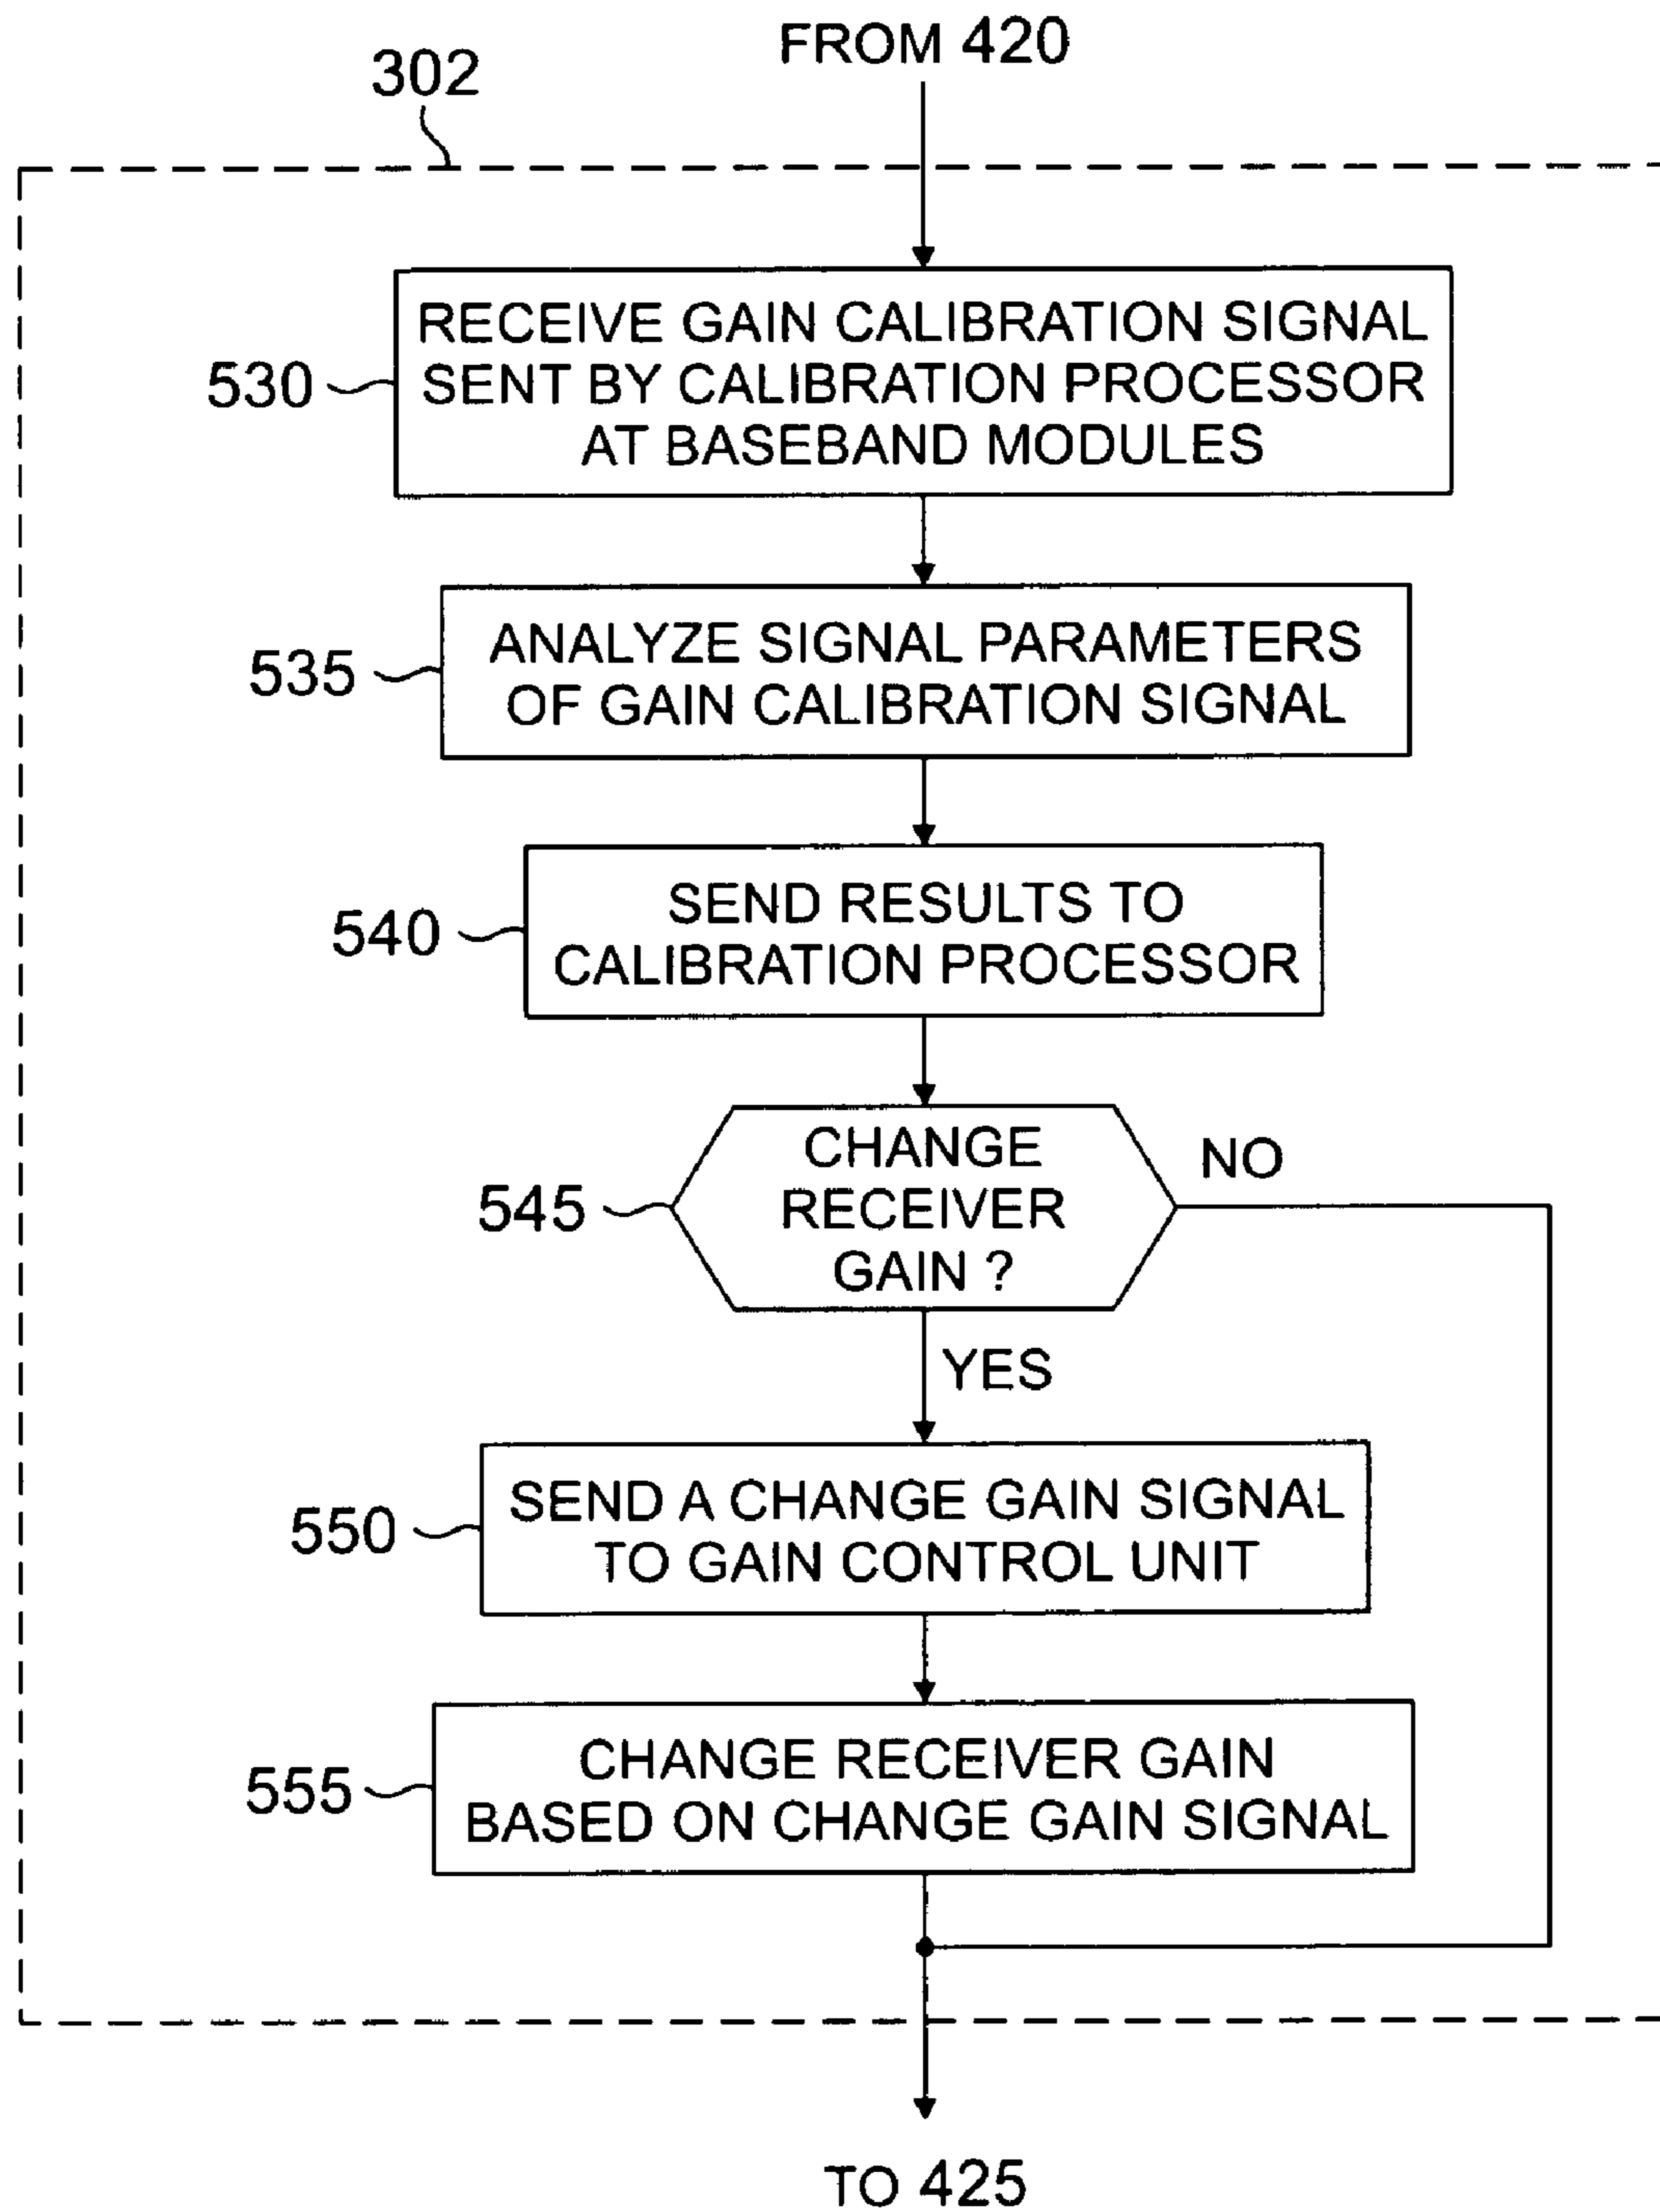 FROM 420
302
RECEIVE GAIN CALIBRATION SIGNAL
SENT BY CALIBRATION PROCESSOR
AT BASEBAND MODULES
530
ANALYZE SIGNAL PARAMETERS
OF GAIN CALIBRATION SIGNAL
535
SEND RESULTS TO
CALIBRATION PROCESSOR
540
CHANGE
RECEIVER
GAIN ?
545
NO
YES
SEND A CHANGE GAIN SIGNAL
TO GAIN CONTROL UNIT
550
CHANGE RECEIVER GAIN
BASED ON CHANGE GAIN SIGNAL
555
TO 425